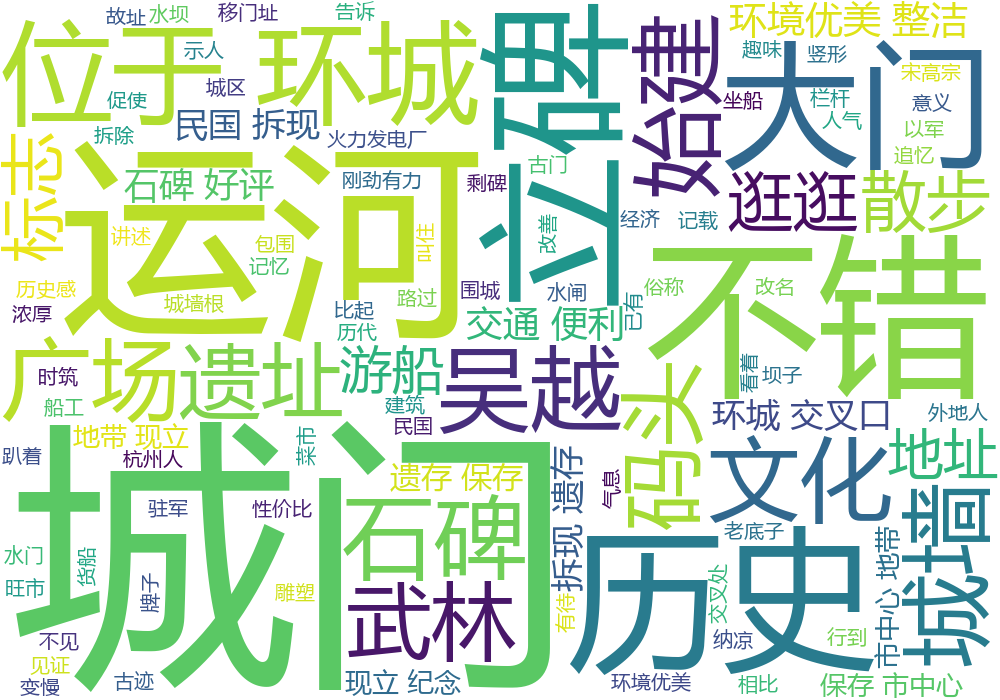 故址 水坝
移门址
告诉
环境优美 整洁
位于
示人
环城
立碑
始建
趣味
竖形
大门
宋高宗
城区
促使
坐船
栏杆
意义
民国 拆现
火力发电厂
人气
以军
拆除
追忆
标志
运河
石碑 好评
刚劲有力
剩碑
古门
逛逛
散步
讲述
包围
叫住
改善
经济
记载
不错
记忆
历史感
城墙根
路过
围城
水闸
俗称
改名
浓厚
比起
历代
交通 便利
已有
广场
遗址
游船
吴越
码头
看着
坝子
时筑
船工
建筑
民国
环城 交叉口
外地人
地带 现立
杭州人
菜市
趴着
城门
遗存 保存
拆现 遗存
气息
文化
地址
驻军
性价比
石碑
老底子
城墙
水门
货船
旺市
牌子
雕塑
武林
有待
历史
交叉处
市中心 地带
不见
纳凉
行到
见证
变慢
古迹
现立 纪念
环境优美
相比
保存 市中心